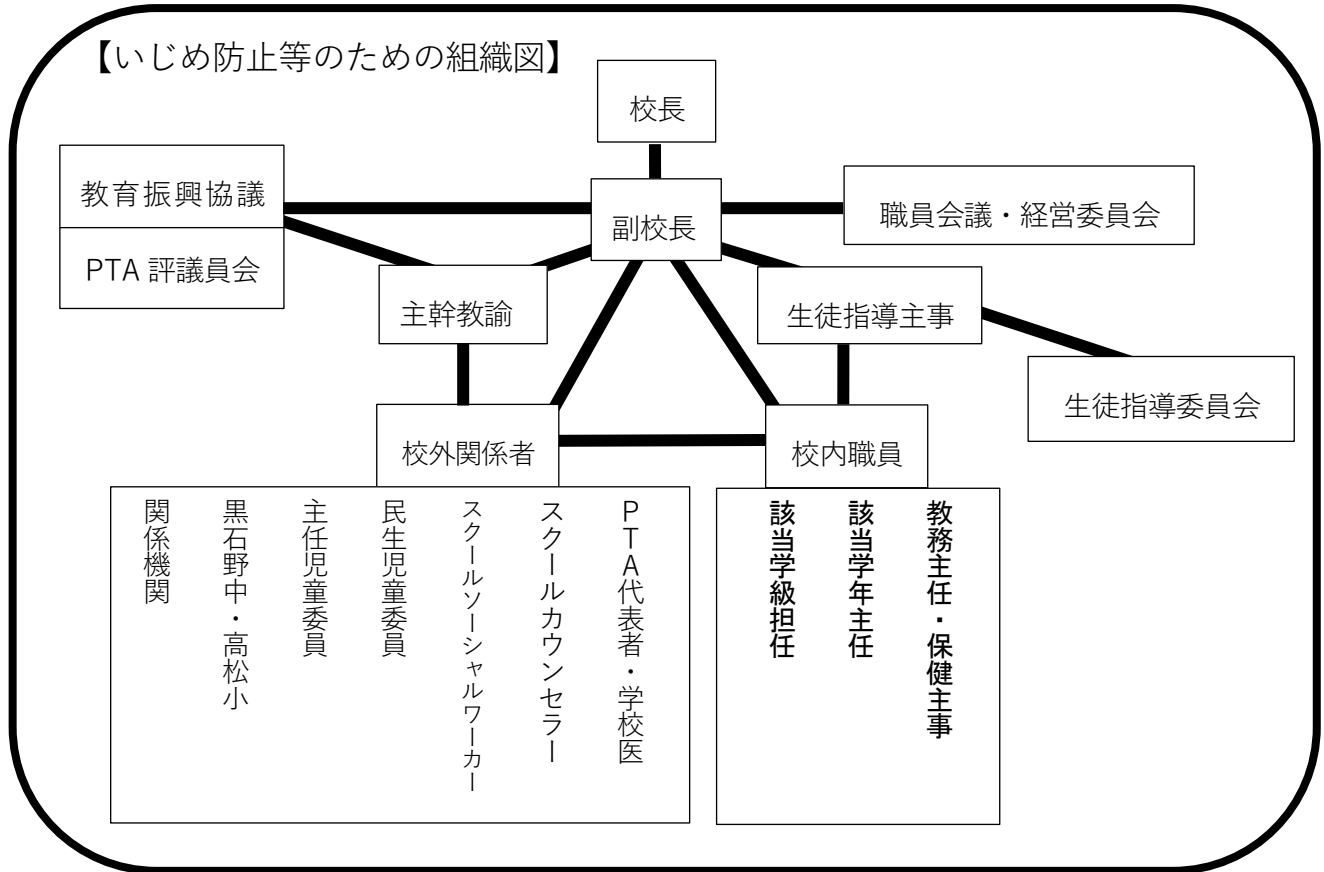 【いじめ防止等のための組織図】
校長
教育振興協議
PTA 評議員会
副校長
職員会議・経営委員会
主幹教諭
生徒指導主事
生徒指導委員会
校外関係者
校内職員
PTA代表者・学校医
スクールカウンセラー
スクールソーシャルワーカー
民生児童委員
主任児童委員
黒石野中・高松小
関係機関
教務主任・保健主事
該当学年主任
該当学級担任